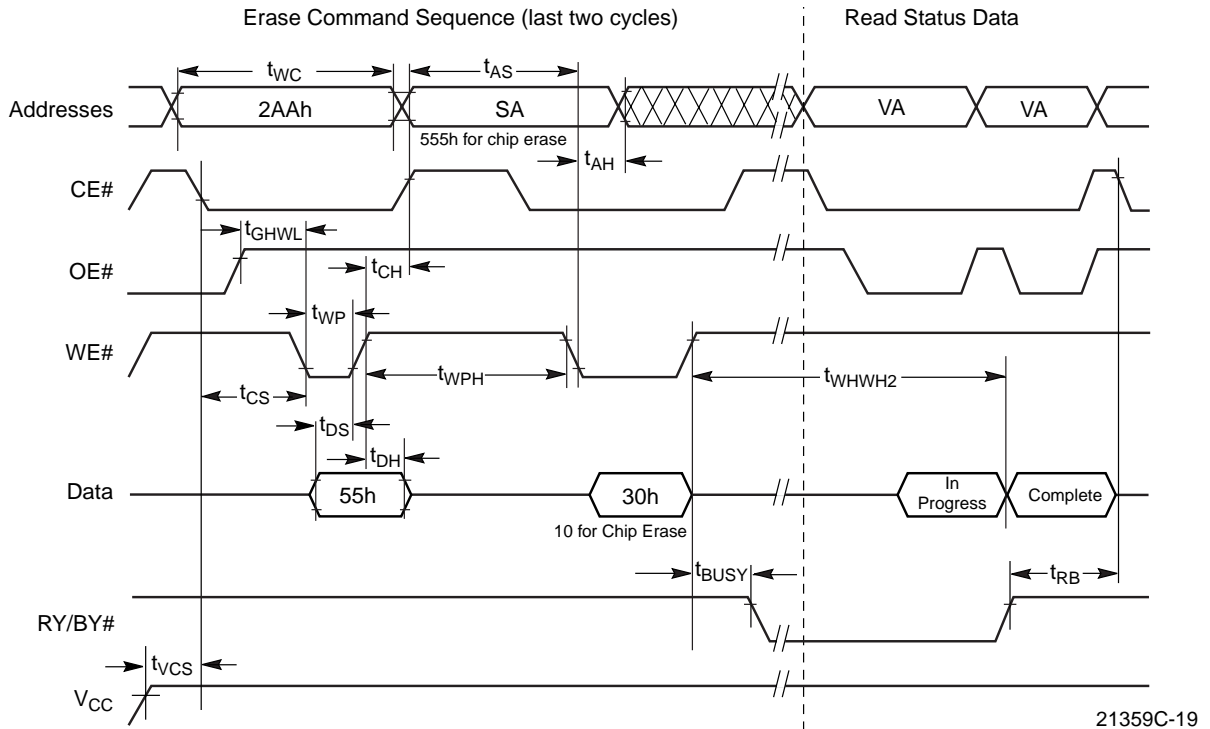 Erase Command Sequence (last two cycles)
Read Status Data
tWC
tAS
Addresses
2AAh
SA
VA
VA
555h for chip erase
tAH
CE#
tGHWL
OE#
tCH
tWP
WE#
tWPH
tWHWH2
tCS
tDS
tDH
Data
55h
30h
In
Progress
Complete
10 for Chip Erase
tBUSY
tRB
RY/BY#
tVCS
VCC
21359C-19